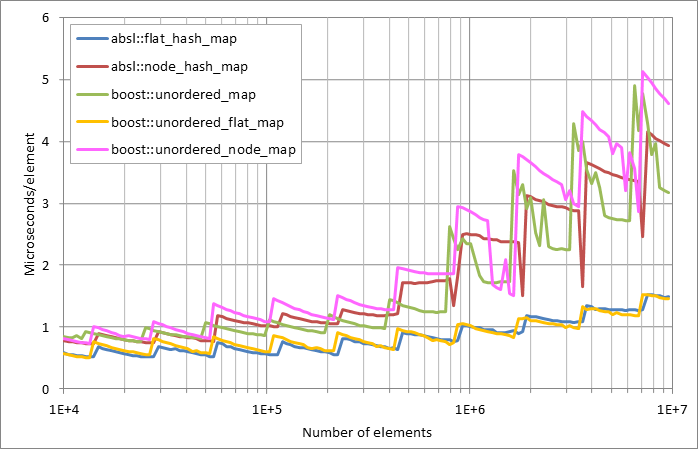 6
5
4
3
2
1
0
Microseconds/element
absl::flat_hash_map
absl::node_hash_map
boost::unordered_map
boost::unordered_flat_map
boost::unordered_node_map
1E+4 1E+5 1E+6 1E+7
Number of elements